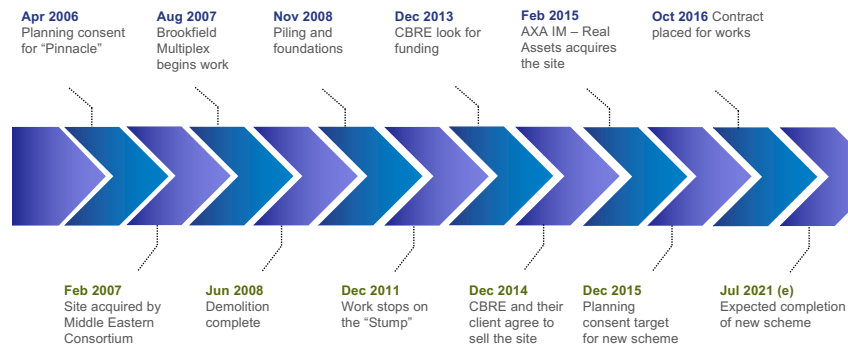 Apr 2006
Planning consent
for “Pinnacle”
Aug 2007
Brookfield
Multiplex
begins work
Nov 2008
Piling and
foundations
Dec 2013
CBRE look for
funding
Feb 2015
AXA IM – Real
Assets acquires
the site
Oct 2016 Contract
placed for works
Feb 2007
Site acquired by
Middle Eastern
Consortium
Jun 2008
Demolition
complete
Dec 2011
Work stops on
the “Stump”
Dec 2014
CBRE and their
client agree to
sell the site
Dec 2015
Planning
consent target
for new scheme
Jul 2021 (e)
Expected completion
of new scheme